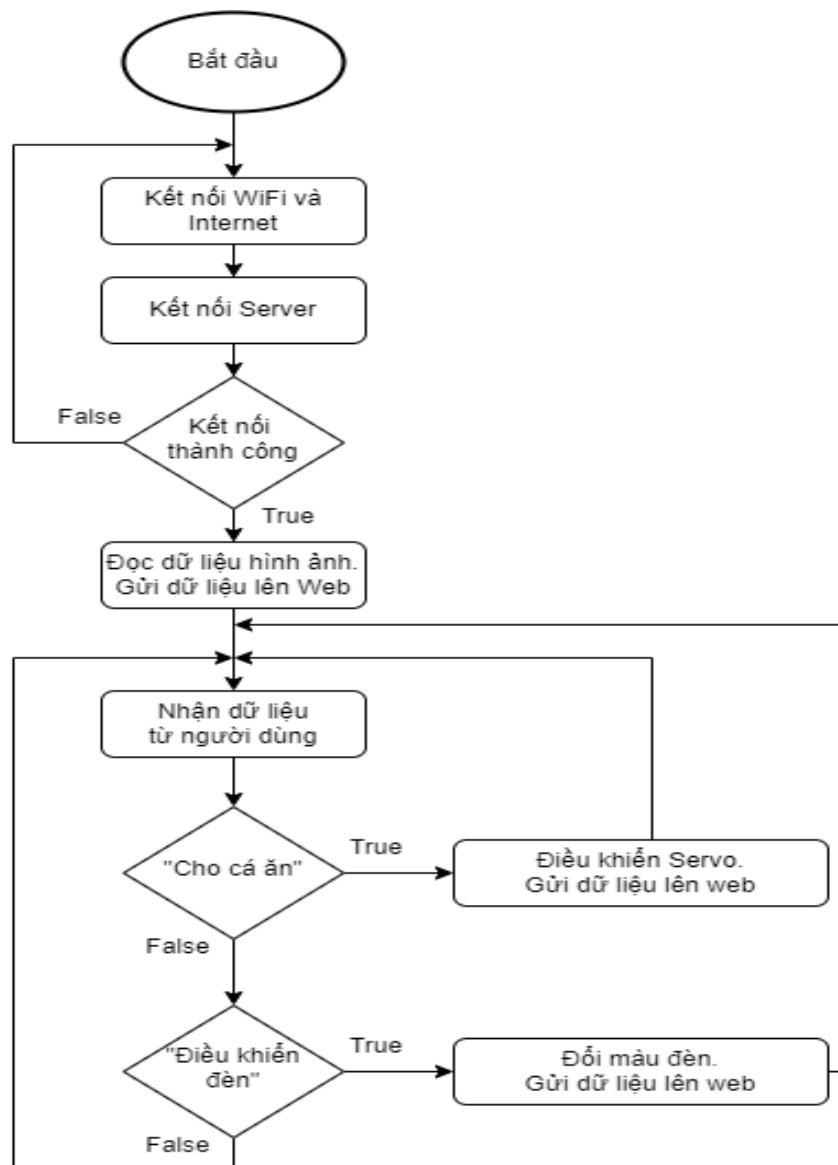 Bắt đầu
Kết nối WiFi và
Internet
Kết nối Server
False
Kết nối
thành công
True
Đọc dữ liệu hình ảnh.
Gửi dữ liệu lên Web
Nhận dữ liệu
từ người dùng
"Cho cá ăn"
True
Điều khiển Servo.
Gửi dữ liệu lên web
False
"Điều khiển
đèn"
True
Đổi màu đèn.
Gửi dữ liệu lên web
False